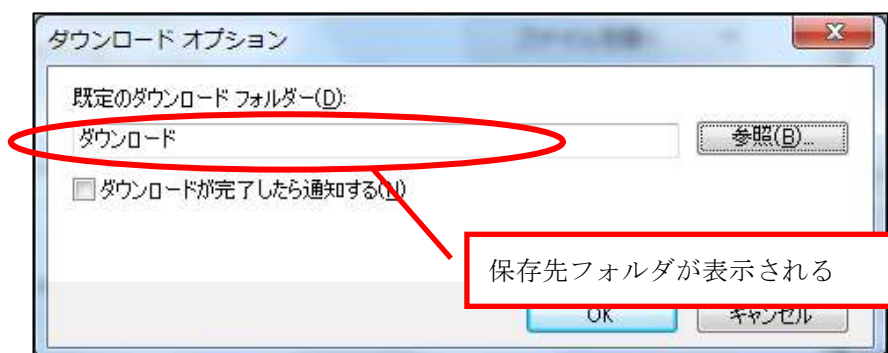 ダウンロード オプション
既定のダウンロード フォルダー(D):
ダウンロード
参照(B)...
ダウンロードが完了したら通知する(N)
保存先フォルダが表示される
OK
キャンセル